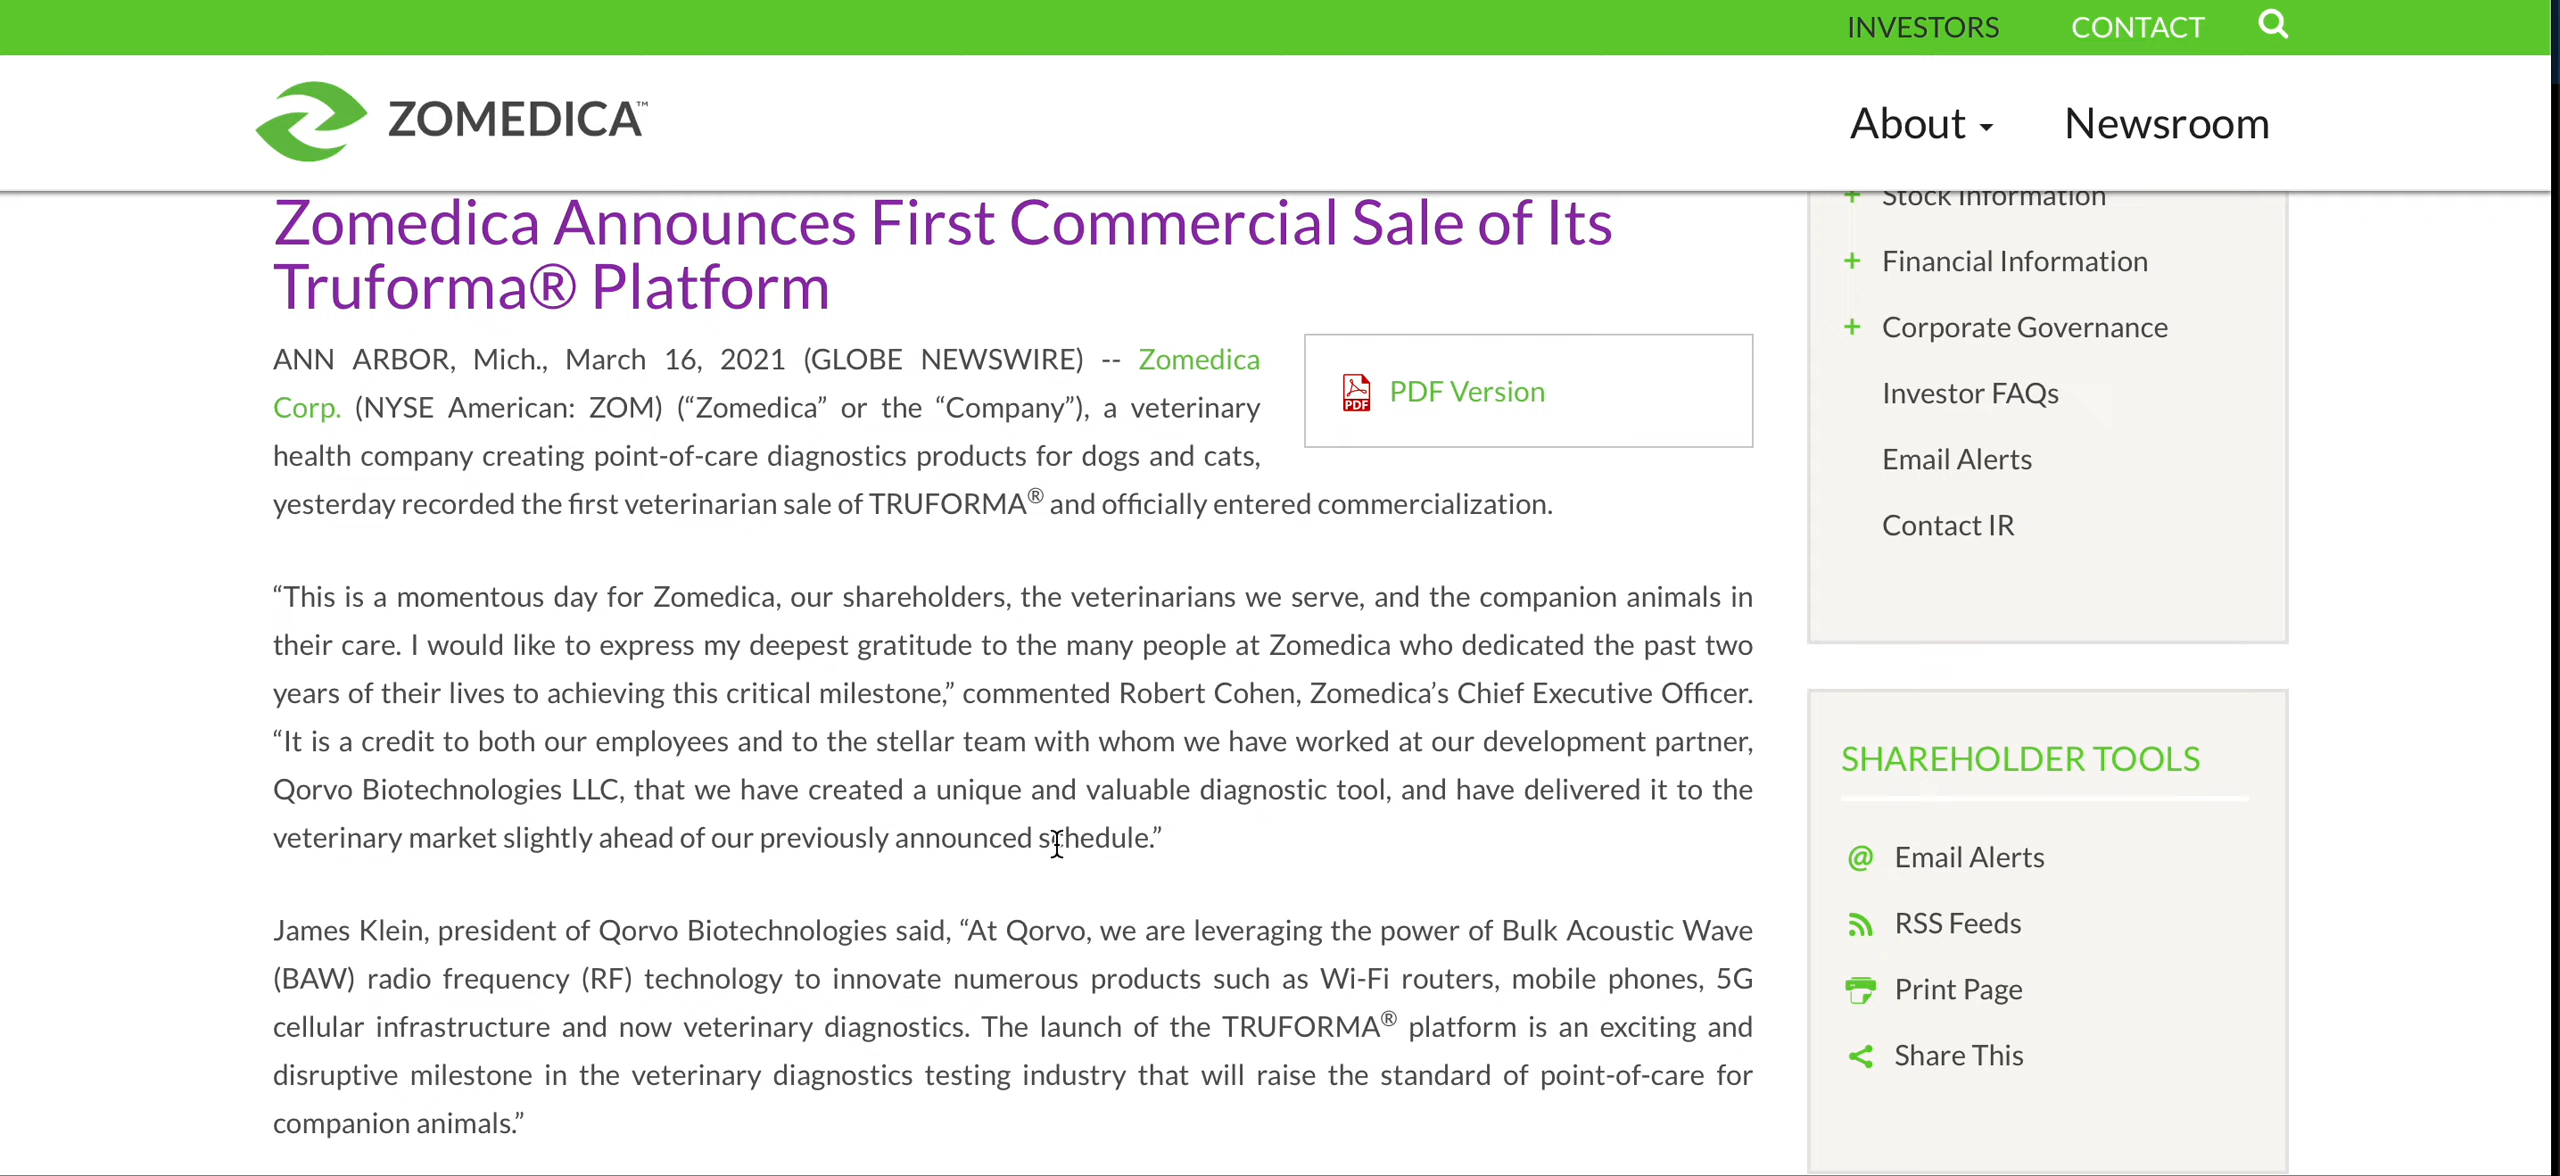 INVESTORS CONTACT
ZOMEDICA™
About Newsroom
Zomedica Announces First Commercial Sale of Its
Truforma® Platform
ANN ARBOR, Mich., March 16, 2021 (GLOBE NEWSWIRE) -- Zomedica
Corp. (NYSE American: ZOM) (“Zomedica” or the “Company”), a veterinary
health company creating point-of-care diagnostics products for dogs and cats,
yesterday recorded the first veterinarian sale of TRUFORMA® and officially entered commercialization.
PDF
PDF Version
“This is a momentous day for Zomedica, our shareholders, the veterinarians we serve, and the companion animals in
their care. I would like to express my deepest gratitude to the many people at Zomedica who dedicated the past two
years of their lives to achieving this critical milestone,” commented Robert Cohen, Zomedica’s Chief Executive Officer.
“It is a credit to both our employees and to the stellar team with whom we have worked at our development partner,
Qorvo Biotechnologies LLC, that we have created a unique and valuable diagnostic tool, and have delivered it to the
veterinary market slightly ahead of our previously announced schedule.”
James Klein, president of Qorvo Biotechnologies said, “At Qorvo, we are leveraging the power of Bulk Acoustic Wave
(BAW) radio frequency (RF) technology to innovate numerous products such as Wi-Fi routers, mobile phones, 5G
cellular infrastructure and now veterinary diagnostics. The launch of the TRUFORMA® platform is an exciting and
disruptive milestone in the veterinary diagnostics testing industry that will raise the standard of point-of-care for
companion animals.”
+ Stock Information
+ Financial Information
+ Corporate Governance
Investor FAQs
Email Alerts
Contact IR
SHAREHOLDER TOOLS
@ Email Alerts
RSS Feeds
Print Page
Share This